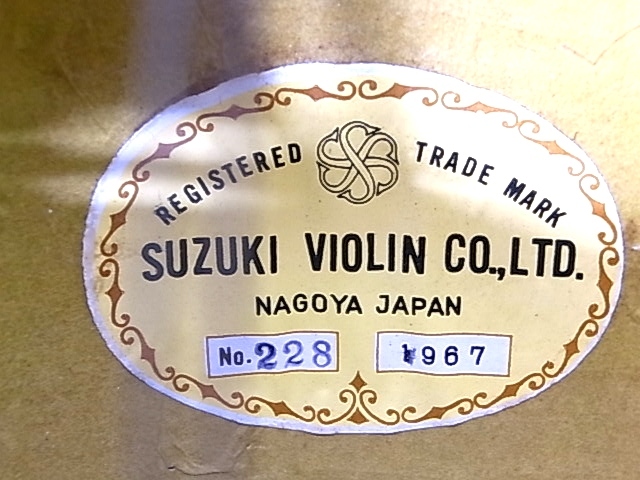 REGISTERED TRADE MARK
SUZUKI VIOLIN CO.,LTD.
NAGOYA JAPAN
No. 228 1967